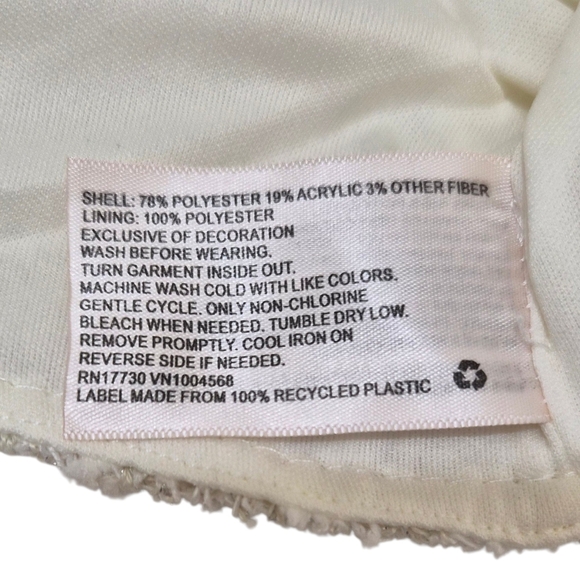 SHELL: 78% POLYESTER 19% ACRYLIC 3% OTHER FIBER
LINING: 100% POLYESTER
EXCLUSIVE OF DECORATION
WASH BEFORE WEARING.
TURN GARMENT INSIDE OUT.
MACHINE WASH COLD WITH LIKE COLORS.
GENTLE CYCLE. ONLY NON-CHLORINE
BLEACH WHEN NEEDED. TUMBLE DRY LOW.
REMOVE PROMPTLY. COOL IRON ON
REVERSE SIDE IF NEEDED.
RN17730 VN1004568
LABEL MADE FROM 100% RECYCLED PLASTIC